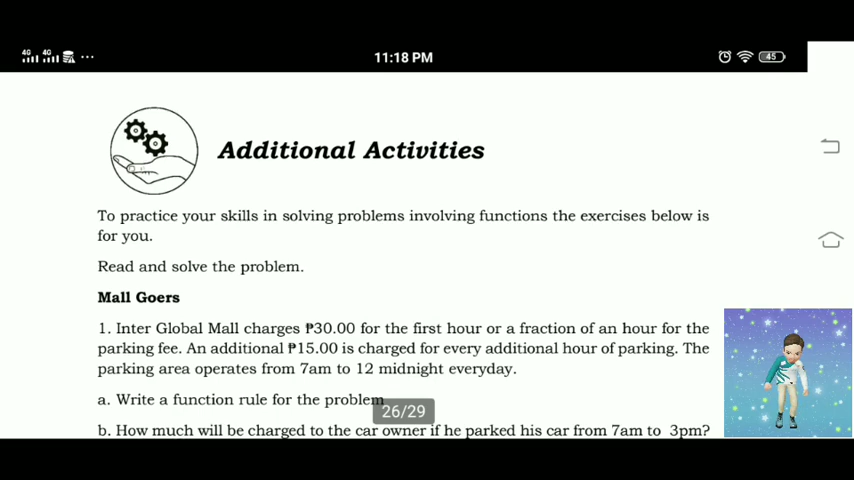 4G 4G ... 11:18 PM 45
Additional Activities
To practice your skills in solving problems involving functions the exercises below is
for you.
Read and solve the problem.
Mall Goers
1. Inter Global Mall charges ₱30.00 for the first hour or a fraction of an hour for the
parking fee. An additional ₱15.00 is charged for every additional hour of parking. The
parking area operates from 7am to 12 midnight everyday.
a. Write a function rule for the problem
26/29
b. How much will be charged to the car owner if he parked his car from 7am to 3pm?